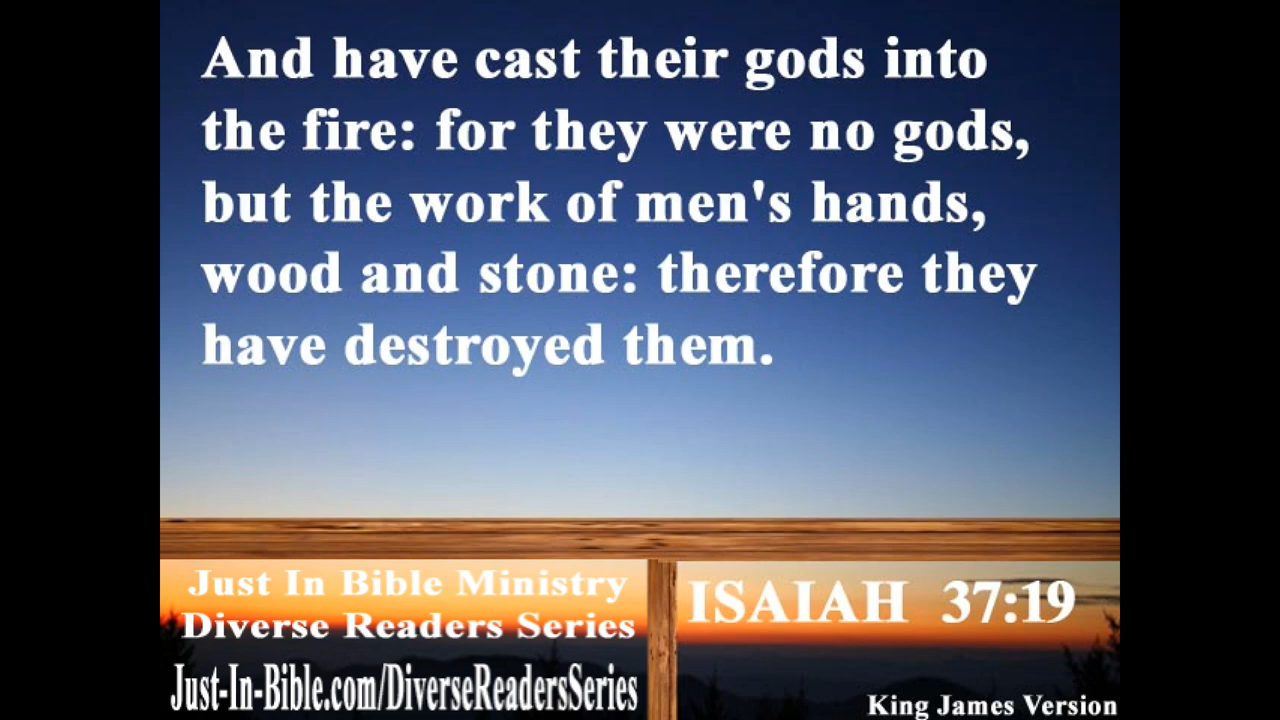 And have cast their gods into
the fire: for they were no gods,
but the work of men's hands,
wood and stone: therefore they
have destroyed them.
Just In Bible Ministry
Diverse Readers Series
Just-In-Bible.com/DiverseReadersSeries
ISAIAH 37:19
King James Version